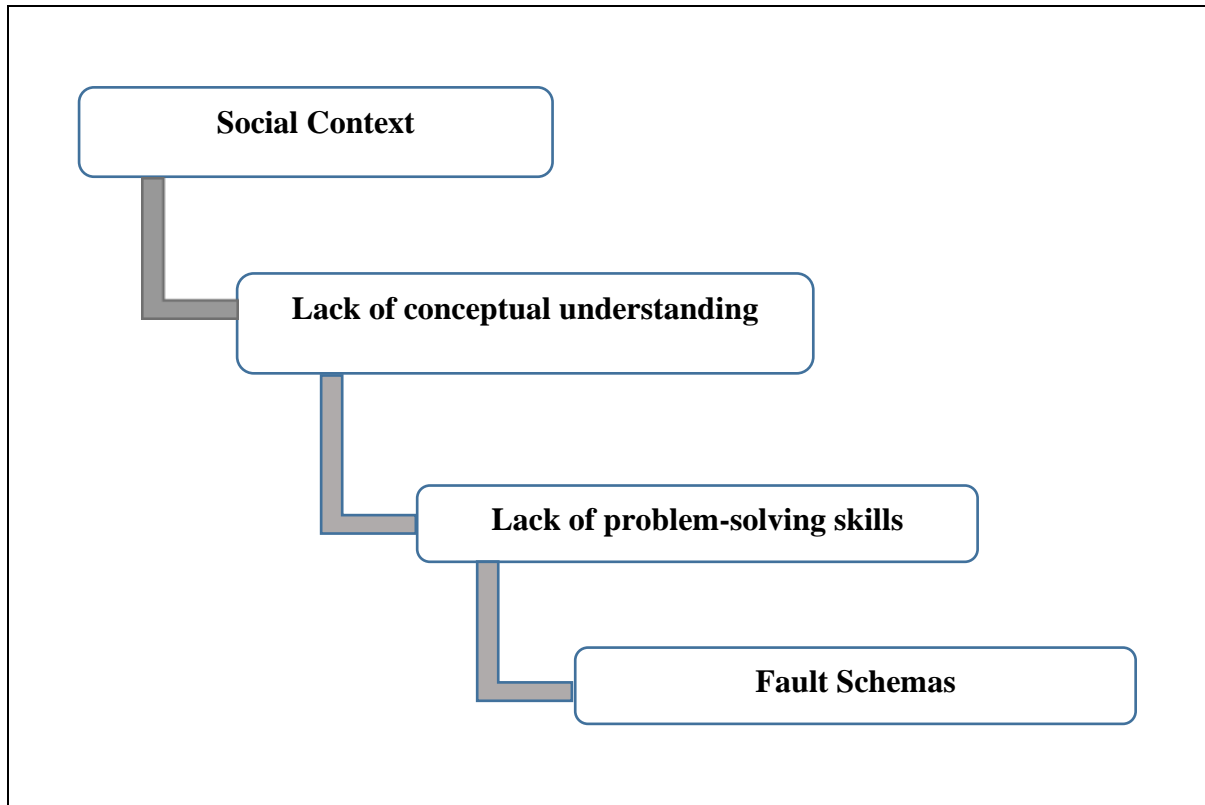 Social Context
Lack of conceptual understanding
Lack of problem-solving skills
Fault Schemas